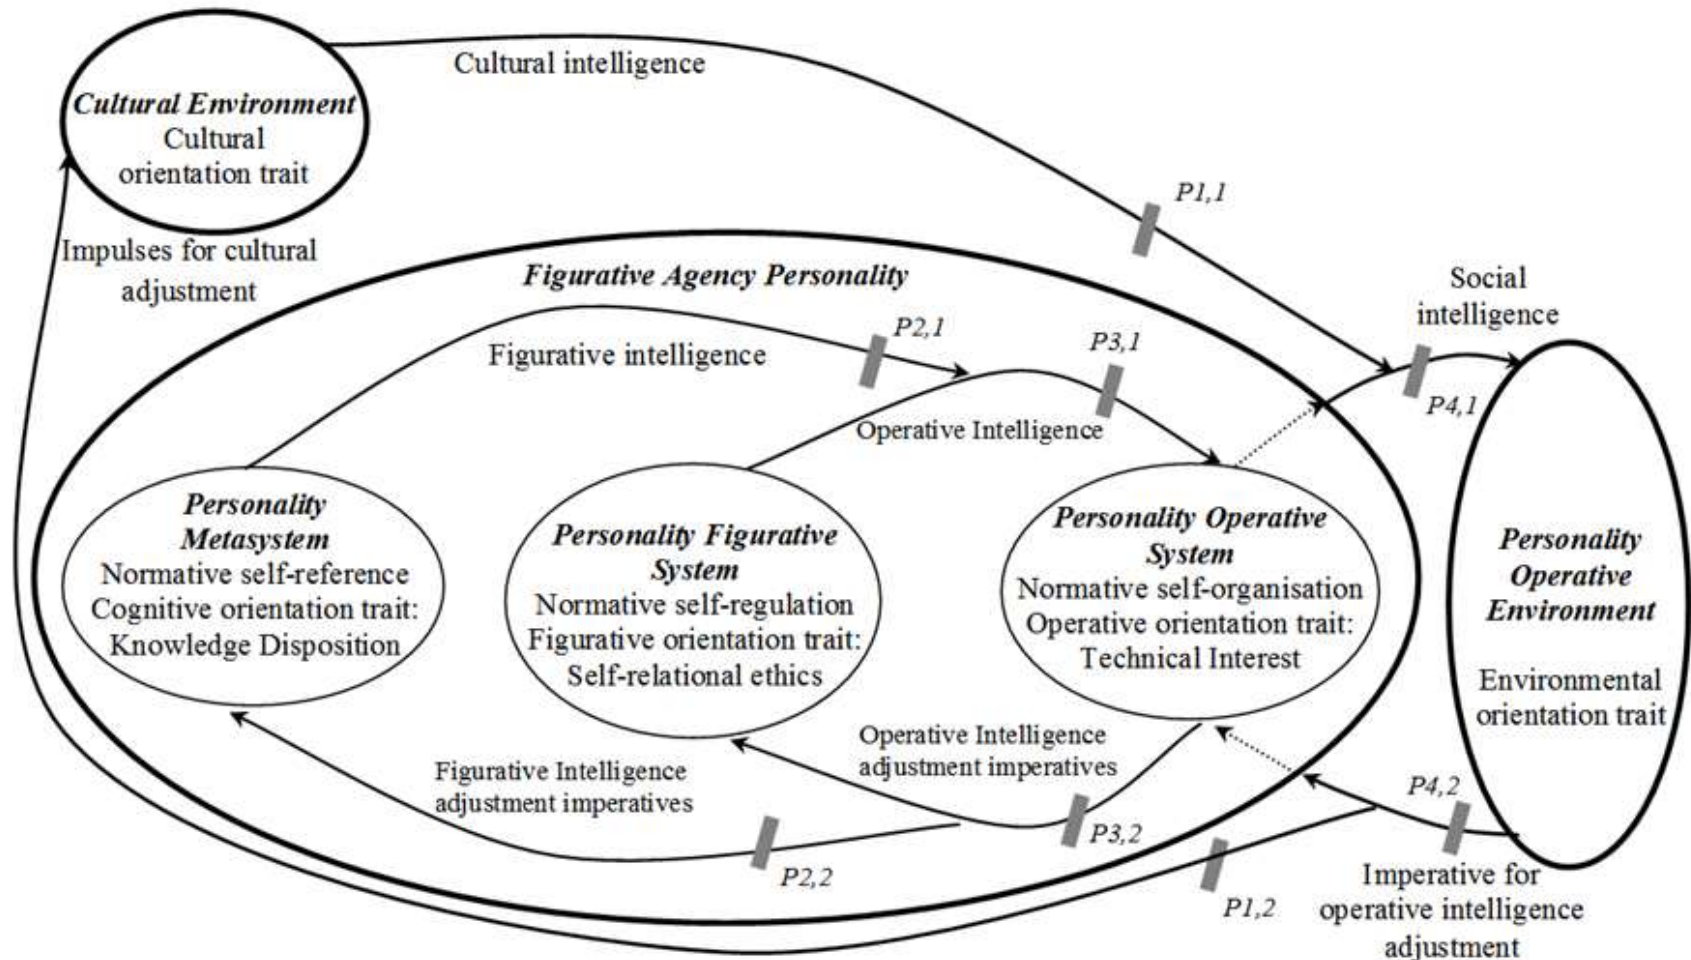 Cultural intelligence
Cultural Environment
Cultural
orientation trait
P1,1
Impulses for cultural
adjustment
Figurative Agency Personality
Social
intelligence
P2,1
Figurative intelligence
P3,1
P4,1
Operative Intelligence
Personality
Metasystem
Normative self-reference
Cognitive orientation trait:
Knowledge Disposition
Personality Figurative
System
Normative self-regulation
Figurative orientation trait:
Self-relational ethics
Personality Operative
System
Normative self-organisation
Operative orientation trait:
Technical Interest
Personality
Operative
Environment
Environmental
orientation trait
Operative Intelligence
adjustment imperatives
Figurative Intelligence
adjustment imperatives
P4,2
P3,2
P2,2
P1,2
Imperative for
operative intelligence
adjustment